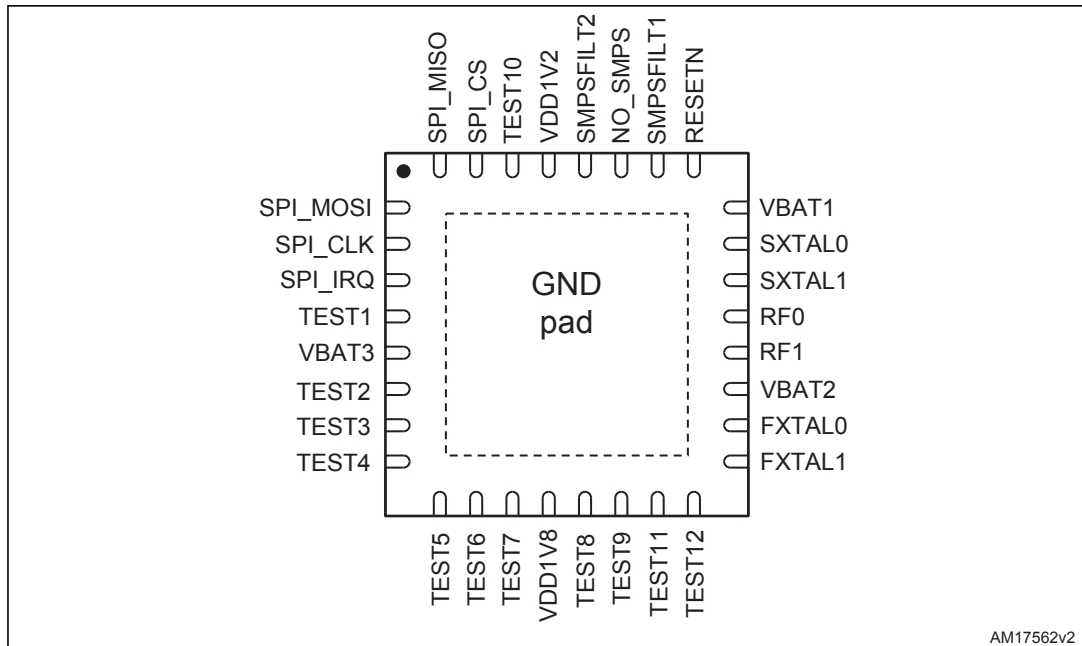 SPI_MISO
SPI_CS
TEST10
VDD1V2
SMPSFILT2
NO_SMPS
SMPSFILT1
RESETN
SPI_MOSI
SPI_CLK
SPI_IRQ
TEST1
VBAT3
TEST2
TEST3
TEST4
GND
pad
VBAT1
SXTAL0
SXTAL1
RF0
RF1
VBAT2
FXTAL0
FXTAL1
TEST5
TEST6
TEST7
VDD1V8
TEST8
TEST9
TEST11
TEST12
AM17562v2